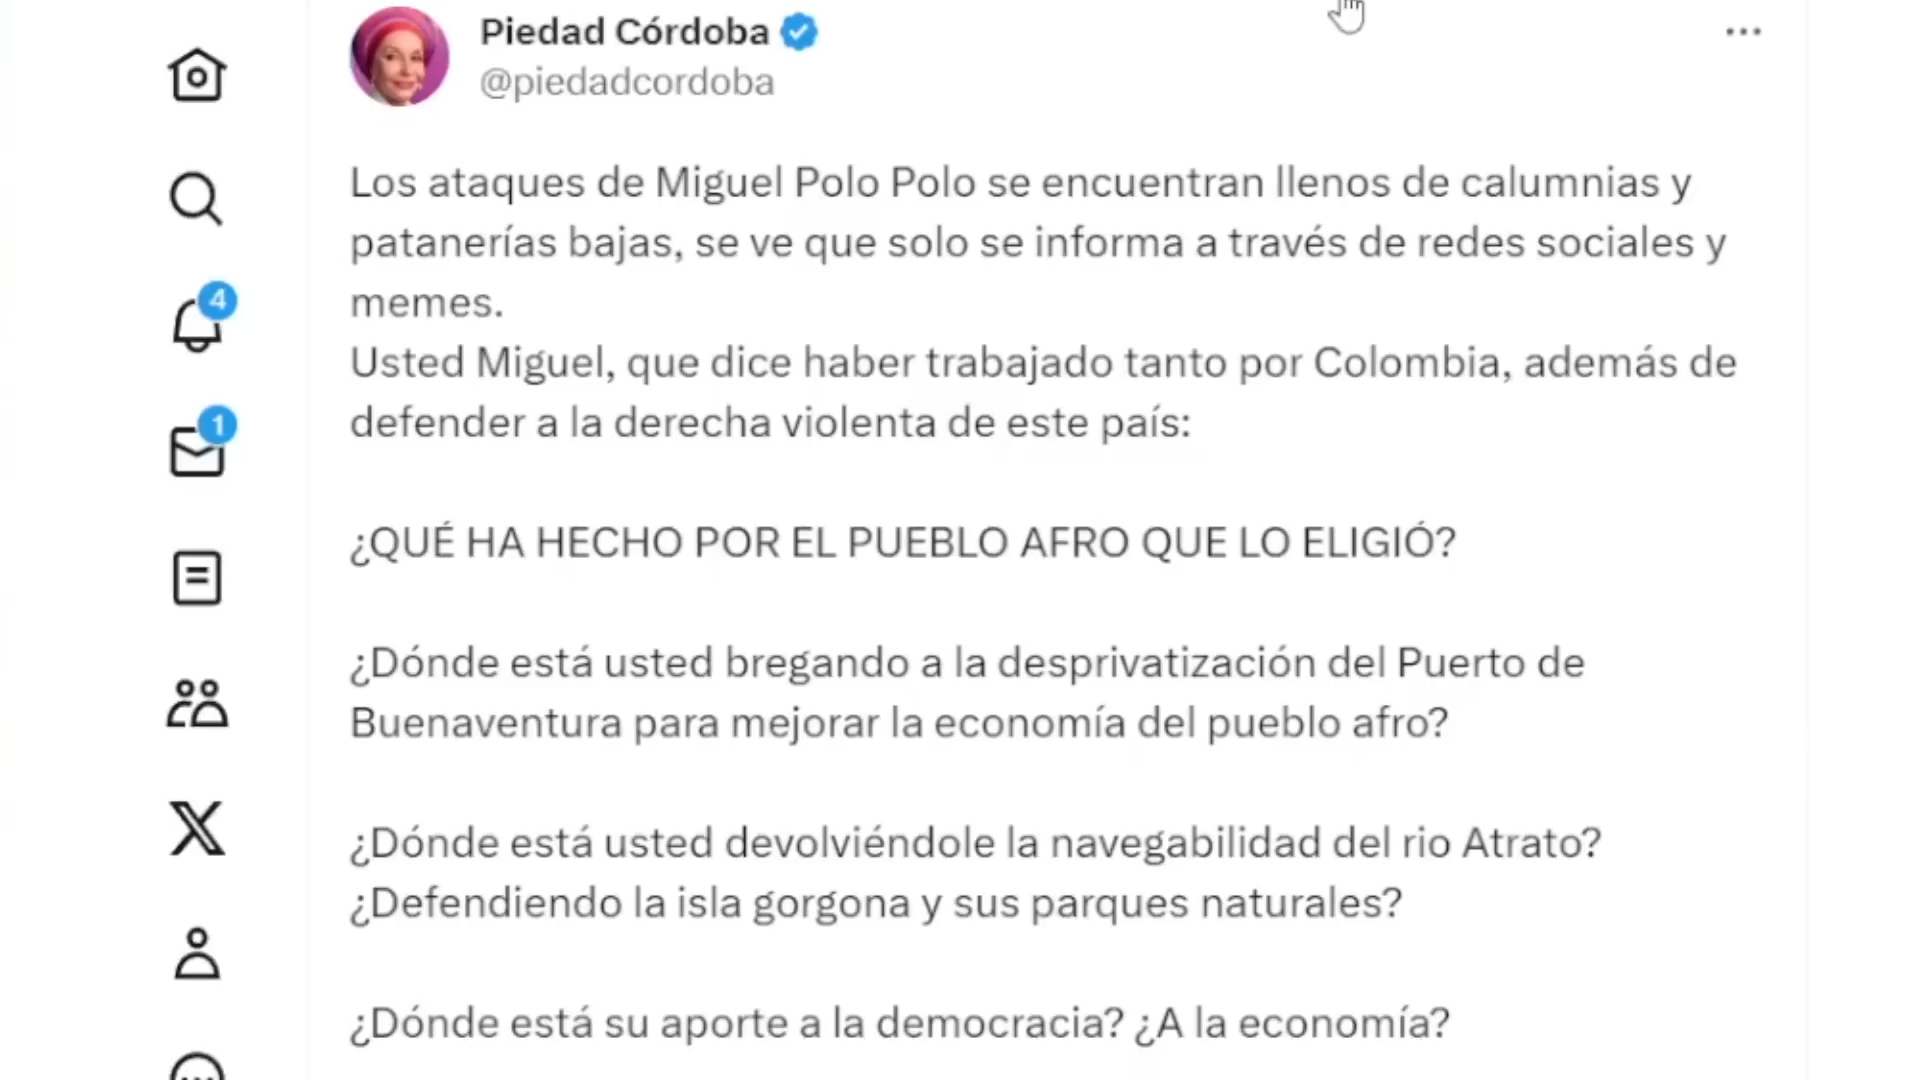 Piedad Córdoba
@piedadcordoba
Los ataques de Miguel Polo Polo se encuentran llenos de calumnias y
patanerías bajas, se ve que solo se informa a través de redes sociales y
memes.
Usted Miguel, que dice haber trabajado tanto por Colombia, además de
defender a la derecha violenta de este país:
¿QUÉ HA HECHO POR EL PUEBLO AFRO QUE LO ELIGIÓ?
¿Dónde está usted bregando a la desprivatización del Puerto de
Buenaventura para mejorar la economía del pueblo afro?
¿Dónde está usted devolviéndole la navegabilidad del rio Atrato?
¿Defendiendo la isla gorgona y sus parques naturales?
¿Dónde está su aporte a la democracia? ¿A la economía?
4
1